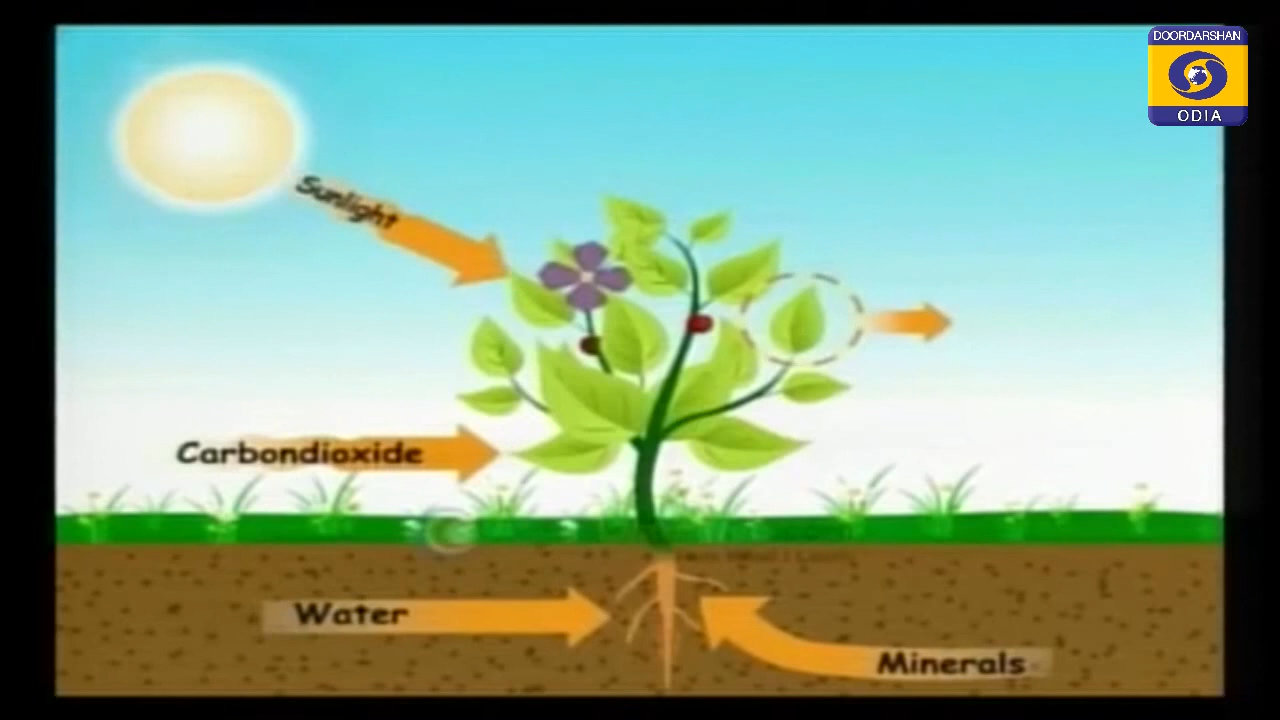 DOORDARSHAN
ODIA
Sunlight
Carbondioxide
Water
Minerals